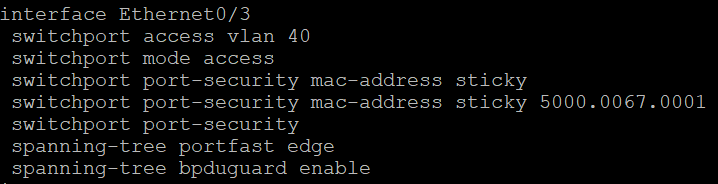 interface Ethernet0/3
switchport access vlan 40
switchport mode access
switchport port-security mac-address sticky
switchport port-security mac-address sticky 5000.0067.0001
switchport port-security
spanning-tree portfast edge
spanning-tree bpduguard enable